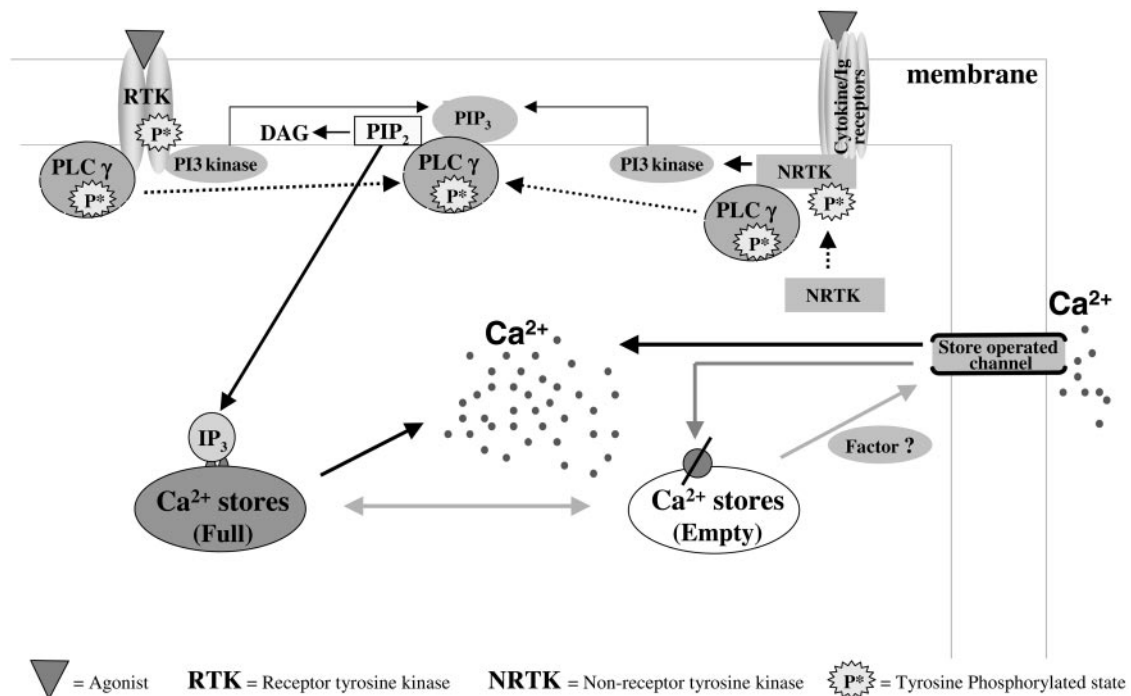 membrane
RTK
P*
Cytokine/Ig
receptors
PIP3
DAG
PIP2
PLC γ
P*
PI3 kinase
PLC γ
P*
PI3 kinase
NRTK
PLC γ
P*
P*
NRTK
Ca2+
Ca2+
Store operated
channel
IP3
Factor ?
Ca2+ stores
(Full)
Ca2+ stores
(Empty)
= Agonist
RTK = Receptor tyrosine kinase
NRTK = Non-receptor tyrosine kinase
P* = Tyrosine Phosphorylated state